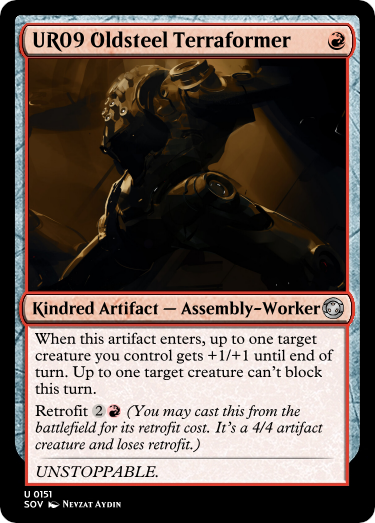 UR09 Oldsteel Terraformer
Kindred Artifact — Assembly-Worker
When this artifact enters, up to one target
creature you control gets +1/+1 until end of
turn. Up to one target creature can't block
this turn.
Retrofit 2 (You may cast this from the
battlefield for its retrofit cost. It's a 4/4 artifact
creature and loses retrofit.)
UNSTOPPABLE.
U 0151
SOV Nevzat Aydin